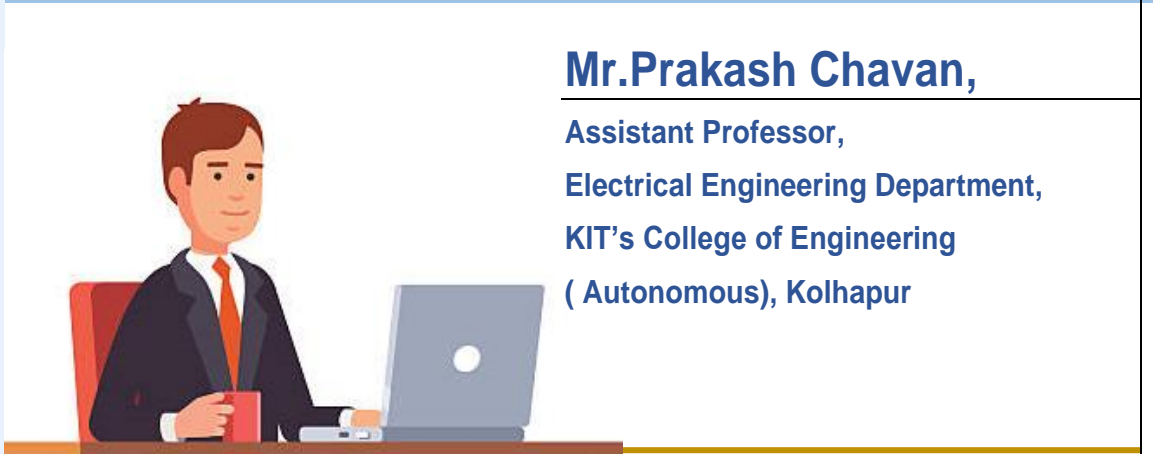 Mr.Prakash Chavan,
Assistant Professor,
Electrical Engineering Department,
KIT’s College of Engineering
( Autonomous), Kolhapur